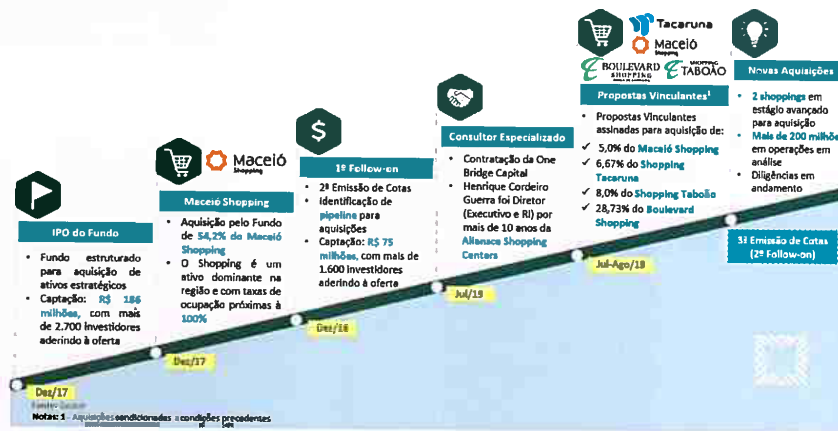 IPO do Fundo
• Fundo estruturado
para aquisição de
ativos estratégicos
• Captação: R$ 186
milhões, com mais
de 2.700 investidores
aderindo à oferta
Dez/17
Maceió
Shopping
Maceió Shopping
• Aquisição pelo Fundo
de 54,2% do Maceió
Shopping
• O Shopping é um
ativo dominante na
região e com taxas de
ocupação próximas à
100%
Dez/17
$
1º Follow-on
• 2ª Emissão de Cotas
• Identificação de
pipeline para
aquisições
• Captação: R$ 75
milhões, com mais de
1.600 investidores
aderindo à oferta
Consultor Especializado
• Contratação da One
Bridge Capital
• Henrique Cordeiro
Guerra foi Diretor
(Executivo e RI) por
mais de 10 anos da
Alianace Shopping
Centers
Jul/19
Tacaruna
Maceió
Shopping
BOULEVARD
SHOPPING
SHOPPING
TABOÃO
Propostas Vinculantes¹
• Propostas Vinculantes
assinadas para aquisição de:
✓ 5,0% do Maceió Shopping
✓ 6,67% do Shopping
Tacaruna
✓ 8,0% do Shopping Taboão
✓ 28,73% do Boulevard
Shopping
Novas Aquisições
• 2 shoppings em
estágio avançado
para aquisição
• Mais de 200 milhões
em operações em
análise
• Diligências em
andamento
3ª Emissão de Cotas
(2º Follow-on)
Notas: 1 - Aquisições condicionadas a condições precedentes